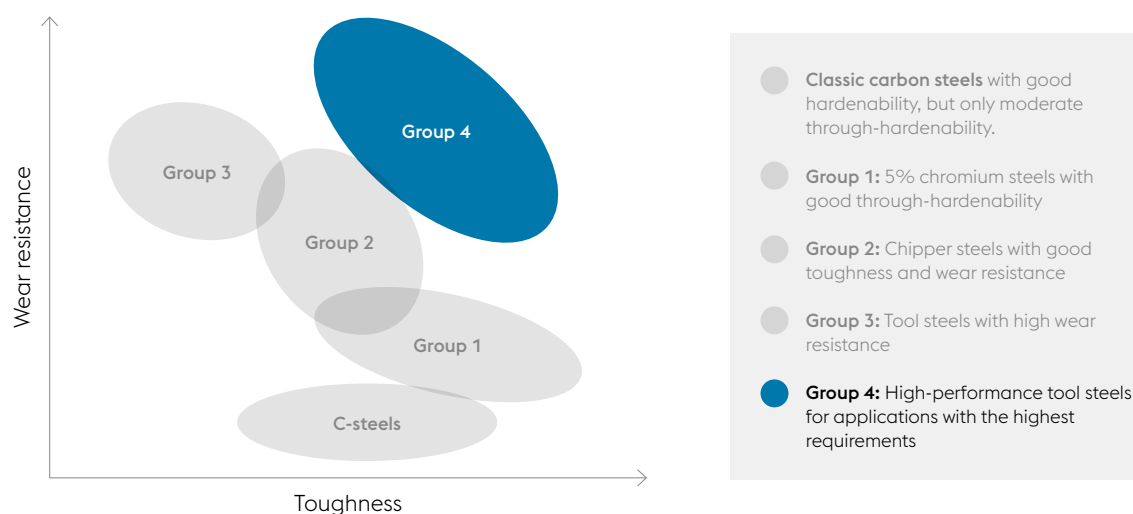 Wear resistance
Group 4
Group 3
Group 2
Group 1
C-steels
Toughness
Classic carbon steels with good
hardenability, but only moderate
through-hardenability.
Group 1: 5% chromium steels with
good through-hardenability
Group 2: Chipper steels with good
toughness and wear resistance
Group 3: Tool steels with high wear
resistance
Group 4: High-performance tool steels
for applications with the highest
requirements